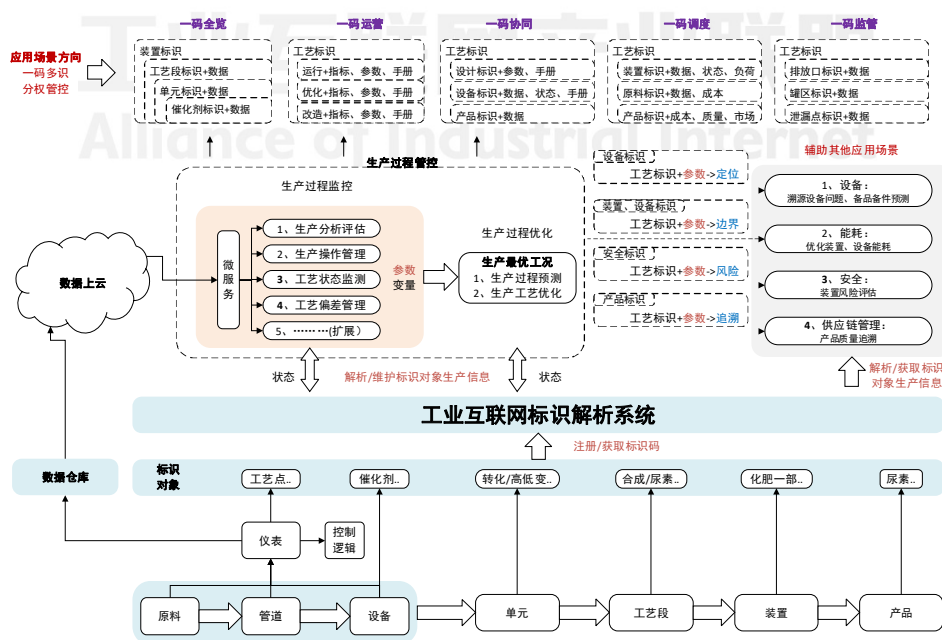 工业互联网产业联盟
Alliance of Industrial Internet
一码全览
一码运营
一码协同
一码调度
一码监管
应用场景方向
一码多识
分权管控
装置标识
工艺段标识+数据
单元标识+数据
催化剂标识+数据
工艺标识
运行+指标、参数、手册
优化+指标、参数、手册
改造+指标、参数、手册
工艺标识
设计标识+参数、手册
设备标识+数据、状态、手册
产品标识+数据
工艺标识
装置标识+数据、状态、负荷
原料标识+数据、成本
产品标识+成本、质量、市场
工艺标识
排放口标识+数据
罐区标识+数据
泄漏点标识+数据
生产过程管控
生产过程监控
微服务
1、生产分析评估
2、生产操作管理
3、工艺状态监测
4、工艺偏差管理
5、………(扩展)
参数
变量
生产过程优化
生产最优工况
1、生产过程预测
2、生产工艺优化
设备标识
工艺标识+参数->定位
装置、设备标识
工艺标识+参数->边界
安全标识
工艺标识+参数->风险
产品标识
工艺标识+参数->追溯
辅助其他应用场景
1、设备：
溯源设备问题、备品备件预测
2、能耗：
优化装置、设备能耗
3、安全：
装置风险评估
4、供应链管理：
产品质量追溯
数据上云
状态
解析/维护标识对象生产信息
状态
解析/获取标识
对象生产信息
工业互联网标识解析系统
注册/获取标识码
数据仓库
标识
对象
工艺点..
催化剂..
转化/高低变..
合成/尿素..
化肥一部..
尿素..
仪表
控制
逻辑
原料
管道
设备
单元
工艺段
装置
产品